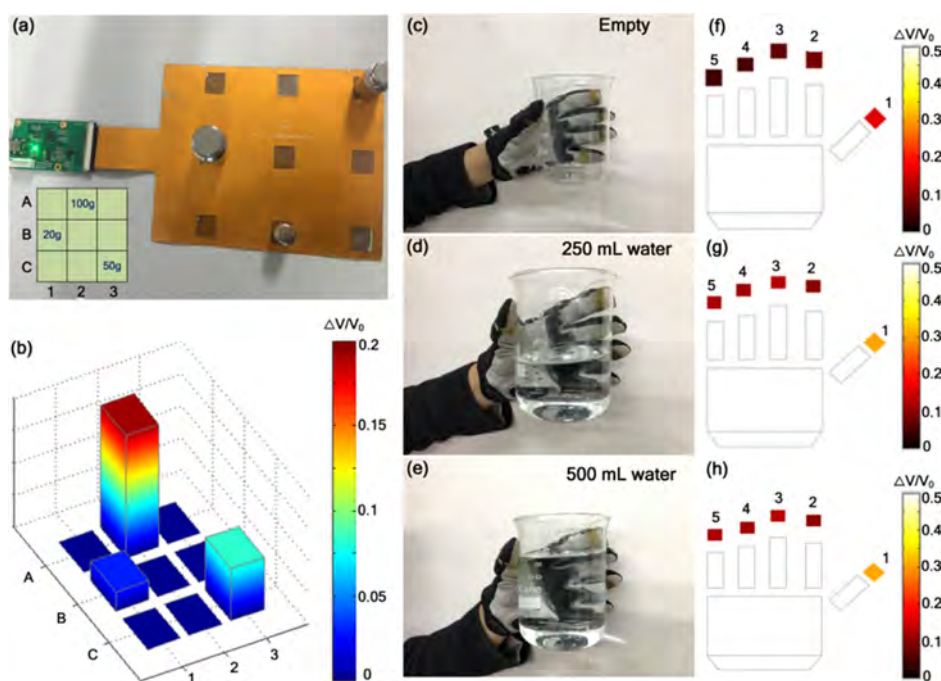 (a)
A
B
C
100g
20g
50g
1 2 3
(b)
ΔV/V₀
0.2
0.15
0.1
0.05
0
A
B
C
1
2
3
(c)
Empty
(d)
250 mL water
(e)
500 mL water
(f)
5 4 3 2
1
ΔV/V₀
0.5
0.4
0.3
0.2
0.1
0
(g)
5 4 3 2
1
ΔV/V₀
0.5
0.4
0.3
0.2
0.1
0
(h)
5 4 3 2
1
ΔV/V₀
0.5
0.4
0.3
0.2
0.1
0